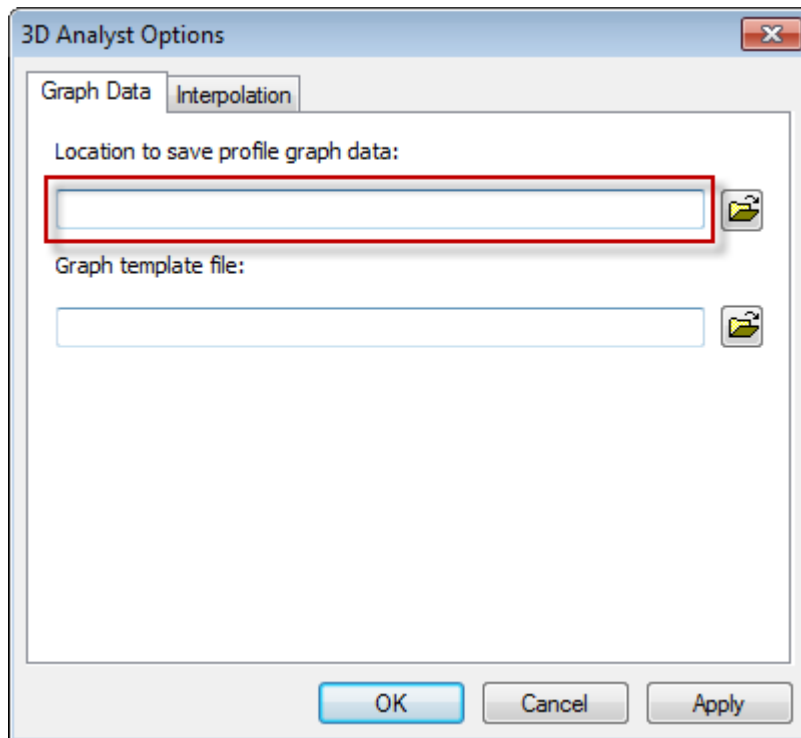 3D Analyst Options
Graph Data Interpolation
Location to save profile graph data:
Graph template file:
OK Cancel Apply